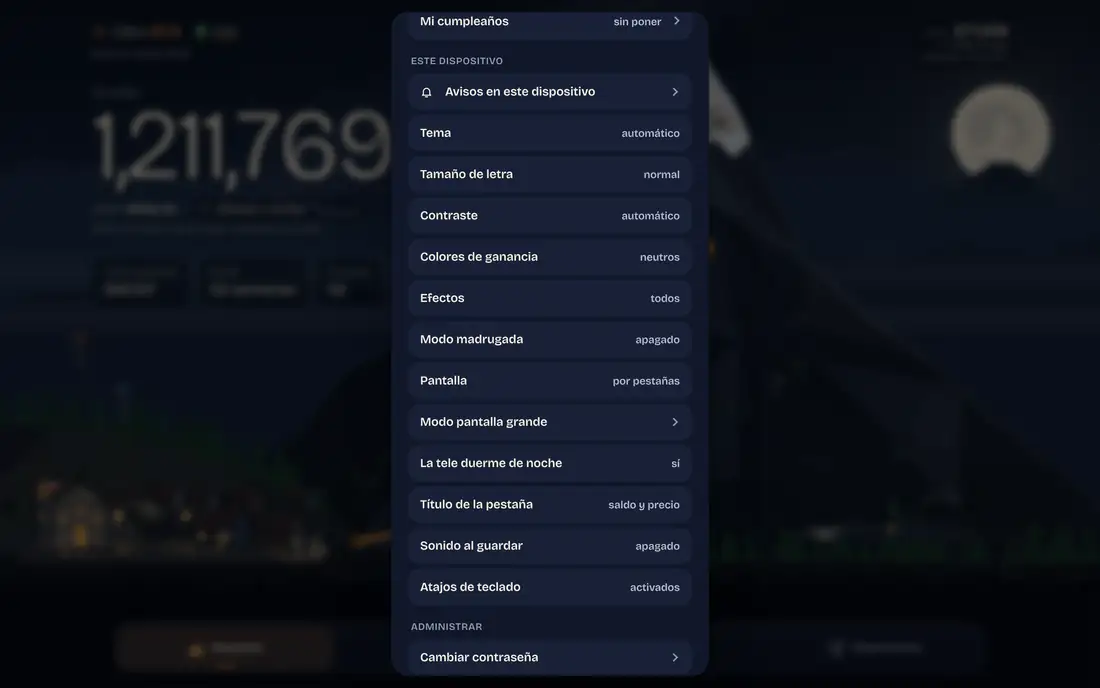 Mi cumpleaños sin poner
ESTE DISPOSITIVO
Avisos en este dispositivo
Tema automático
Tamaño de letra normal
Contraste automático
Colores de ganancia neutros
Efectos todos
Modo madrugada apagado
Pantalla por pestañas
Modo pantalla grande
La tele duerme de noche sí
Título de la pestaña saldo y precio
Sonido al guardar apagado
Atajos de teclado activados
ADMINISTRAR
Cambiar contraseña
1,211,769